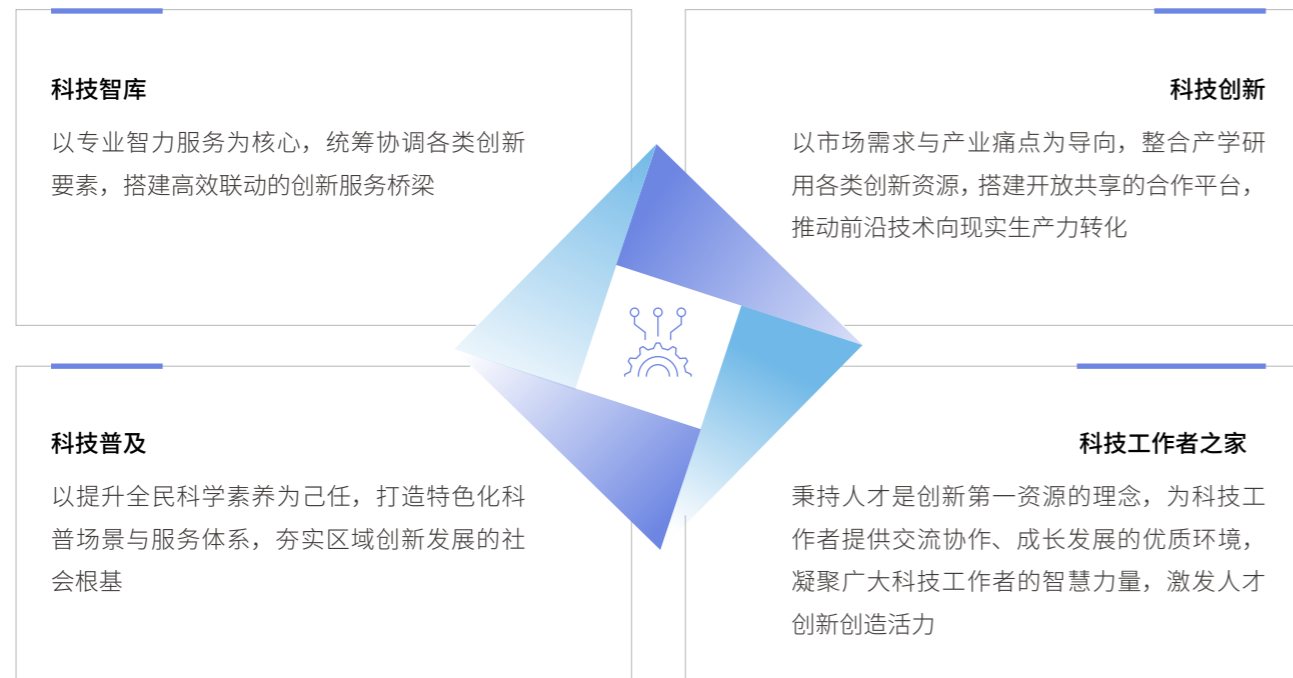 科技智库
以专业智力服务为核心，统筹协调各类创新
要素，搭建高效联动的创新服务桥梁
科技创新
以市场需求与产业痛点为导向，整合产学研
用各类创新资源，搭建开放共享的合作平台，
推动前沿技术向现实生产力转化
科技普及
以提升全民科学素养为己任，打造特色化科
普场景与服务体系，夯实区域创新发展的社
会根基
科技工作者之家
秉持人才是创新第一资源的理念，为科技工
作者提供交流协作、成长发展的优质环境，
凝聚广大科技工作者的智慧力量，激发人才
创新创造活力